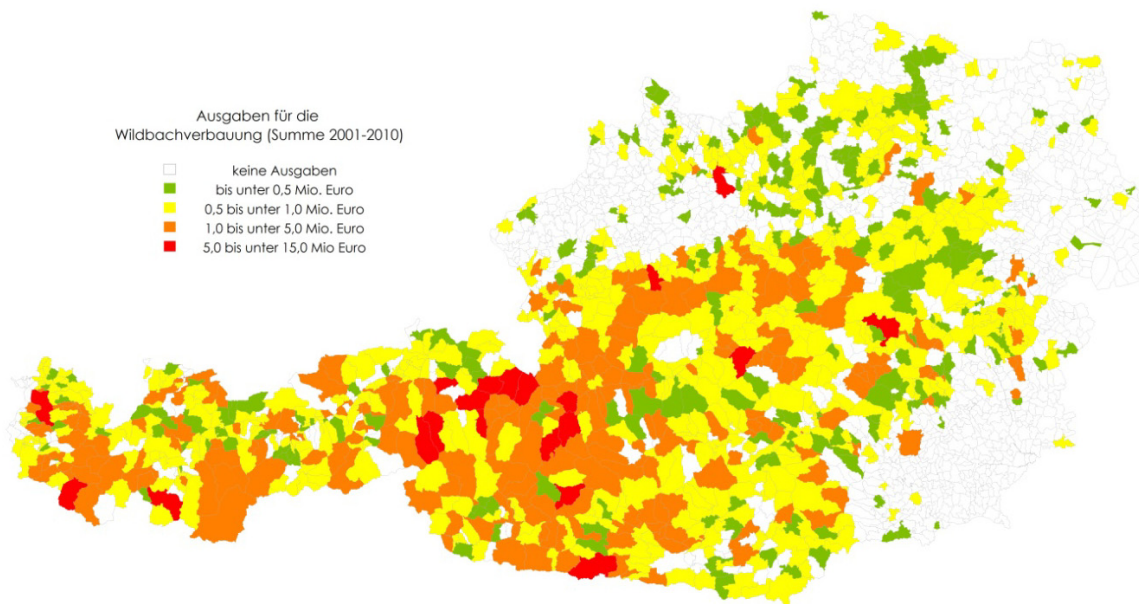 Ausgaben für die
Wildbachverbauung (Summe 2001-2010)
keine Ausgaben
bis unter 0,5 Mio. Euro
0,5 bis unter 1,0 Mio. Euro
1,0 bis unter 5,0 Mio. Euro
5,0 bis unter 15,0 Mio Euro